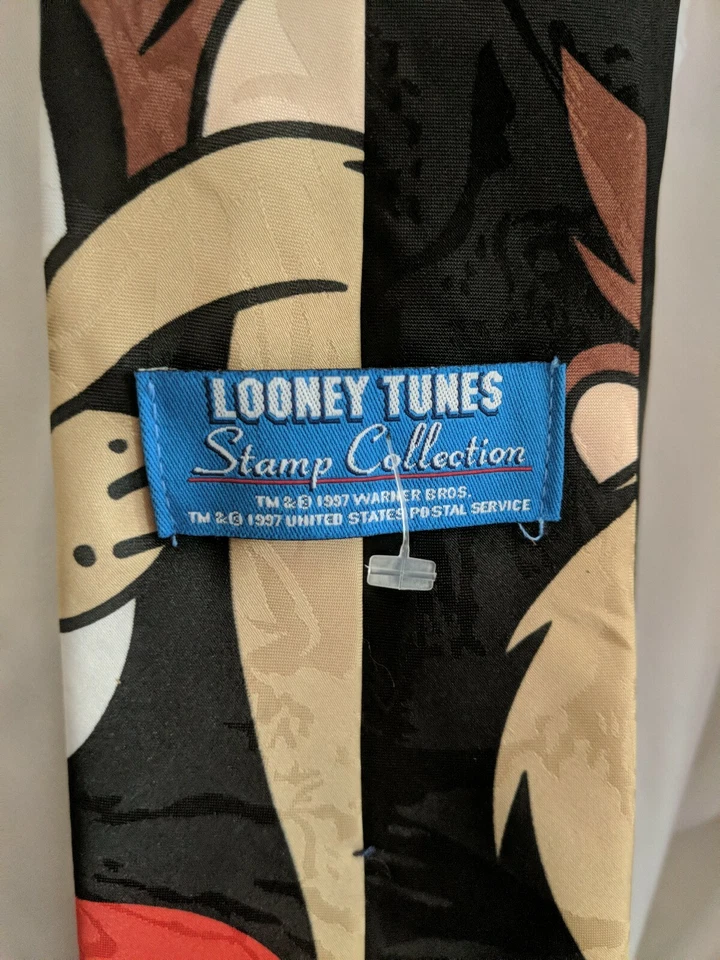 LOONEY TUNES
Stamp Collection
TM & © 1997 WARNER BROS.
TM & © 1997 UNITED STATES POSTAL SERVICE